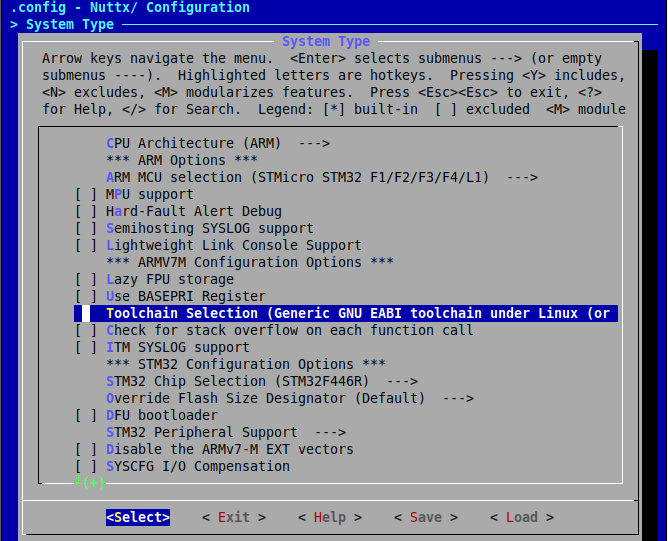 .config - Nuttx/ Configuration
> System Type
System Type
Arrow keys navigate the menu. <Enter> selects submenus ---> (or empty
submenus ----). Highlighted letters are hotkeys. Pressing <Y> includes,
<N> excludes, <M> modularizes features. Press <Esc><Esc> to exit, <?>
for Help, </> for Search. Legend: [*] built-in [ ] excluded <M> module
CPU Architecture (ARM) --->
*** ARM Options ***
ARM MCU selection (STMicro STM32 F1/F2/F3/F4/L1) --->
[ ] MPU support
[ ] Hard-Fault Alert Debug
[ ] Semihosting SYSLOG support
[ ] Lightweight Link Console Support
*** ARMV7M Configuration Options ***
[ ] Lazy FPU storage
[ ] Use BASEPRI Register
Toolchain Selection (Generic GNU EABI toolchain under Linux (or
[ ] Check for stack overflow on each function call
[ ] ITM SYSLOG support
*** STM32 Configuration Options ***
STM32 Chip Selection (STM32F446R) --->
Override Flash Size Designator (Default) --->
[ ] DFU bootloader
STM32 Peripheral Support --->
[ ] Disable the ARMv7-M EXT vectors
[ ] SYSCFG I/O Compensation
(+)
<Select> < Exit > < Help > < Save > < Load >